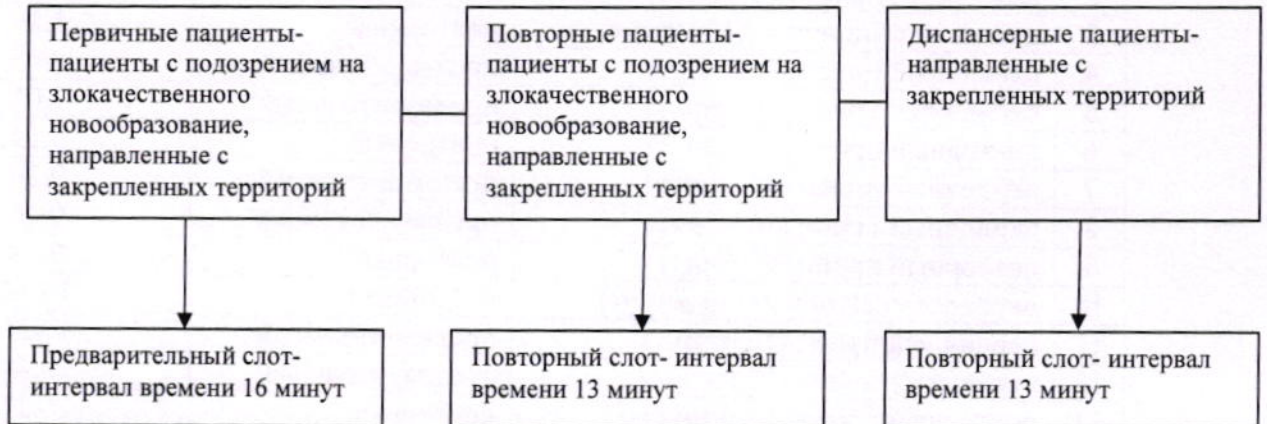 Первичные пациенты-
пациенты с подозрением на
злокачественного
новообразование,
направленные с
закрепленных территорий
Повторные пациенты-
пациенты с подозрением на
злокачественного
новообразование,
направленные с
закрепленных территорий
Диспансерные пациенты-
направленные с
закрепленных территорий
Предварительный слот-
интервал времени 16 минут
Повторный слот- интервал
времени 13 минут
Повторный слот- интервал
времени 13 минут